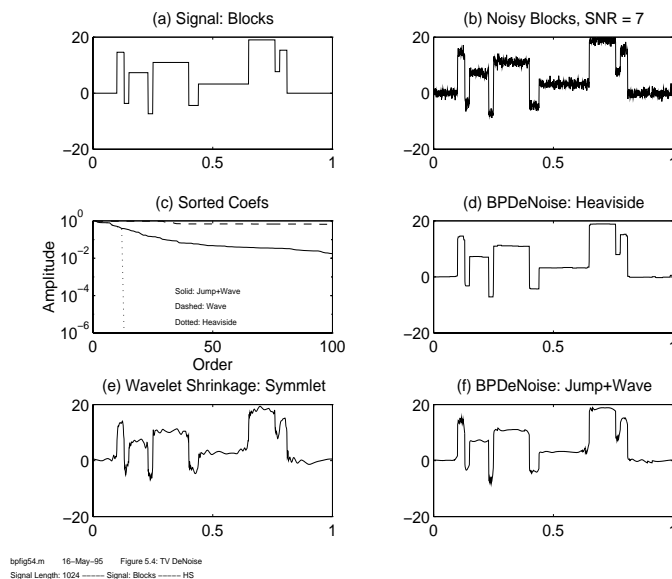 (a) Signal: Blocks
20
0
−20
0 0.5 1
(b) Noisy Blocks, SNR = 7
20
0
−20
0 0.5 1
(c) Sorted Coefs
Amplitude
10^0
10^−2
10^−4
10^−6
Solid: Jump+Wave
Dashed: Wave
Dotted: Heaviside
0 50 100
Order
(d) BPDeNoise: Heaviside
20
0
−20
0 0.5 1
(e) Wavelet Shrinkage: Symmlet
20
0
−20
0 0.5 1
(f) BPDeNoise: Jump+Wave
20
0
−20
0 0.5 1
bpfig54.m 16−May−95 Figure 5.4: TV DeNoise
Signal Length: 1024 −−−−− Signal: Blocks −−−−− HS